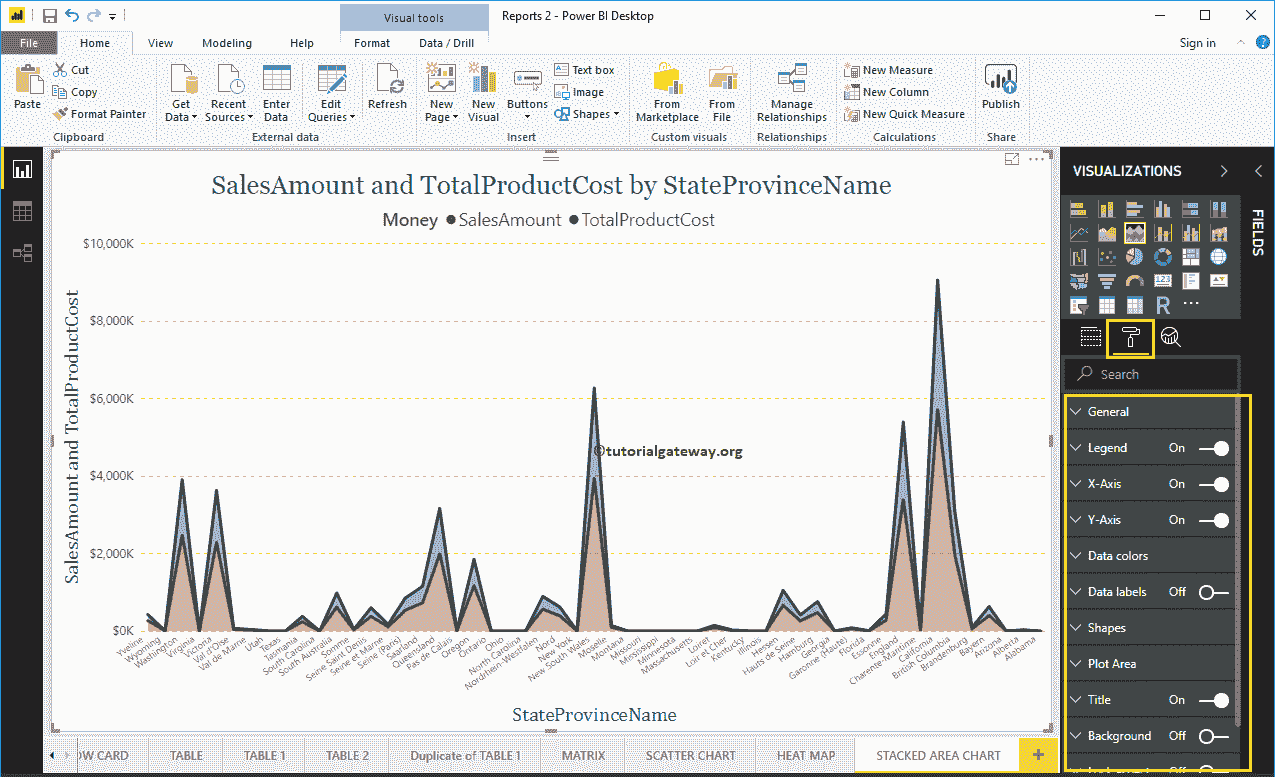 Visual tools
Reports 2 - Power BI Desktop
File Home View Modeling Help Format Data / Drill Sign in
Paste
Cut
Copy
Format Painter
Clipboard
Get Data
Recent Sources
Enter Data
Edit Queries
External data
Refresh
New Page
New Visual
Buttons
Text box
Image
Shapes
Insert
From Marketplace
From File
Custom visuals
Manage Relationships
Relationships
New Measure
New Column
New Quick Measure
Calculations
Publish
Share
SalesAmount and TotalProductCost by StateProvinceName
Money SalesAmount TotalProductCost
SalesAmount and TotalProductCost
$10,000K
$8,000K
$6,000K
$4,000K
$2,000K
$0K
©tutorialgateway.org
Yveline
Wyoming
Washington
Virginia
Victoria
Val d'Oise
Val de Marne
Utah
Texas
Tasmania
South Carolina
South Australia
Somme
Seine Saint Denis
Seine et Marne
Seine (Paris)
Saarland
Queensland
Pas de Calais
Oregon
Ontario
Ohio
North Carolina
Nordrhein-Westfalen
Nord
New York
New South Wales
Moselle
Montana
Missouri
Mississippi
Minnesota
Massachusetts
Loiret
Loir et Cher
Kentucky
Illinois
Hessen
Hauts de Seine
Hamburg
Georgia
Garonne (Haute)
Florida
Essonne
England
Charente-Maritime
California
British Columbia
Brandenburg
Bayern
Arizona
Alberta
Alabama
StateProvinceName
OW CARD TABLE TABLE 1 Duplicate of TABLE 1 MATRIX SCATTER CHART HEAT MAP STACKED AREA CHART +
VISUALIZATIONS
FIELDS
123
R
Search
General
Legend On
X-Axis On
Y-Axis On
Data colors
Data labels Off
Shapes
Plot Area
Title On
Background Off